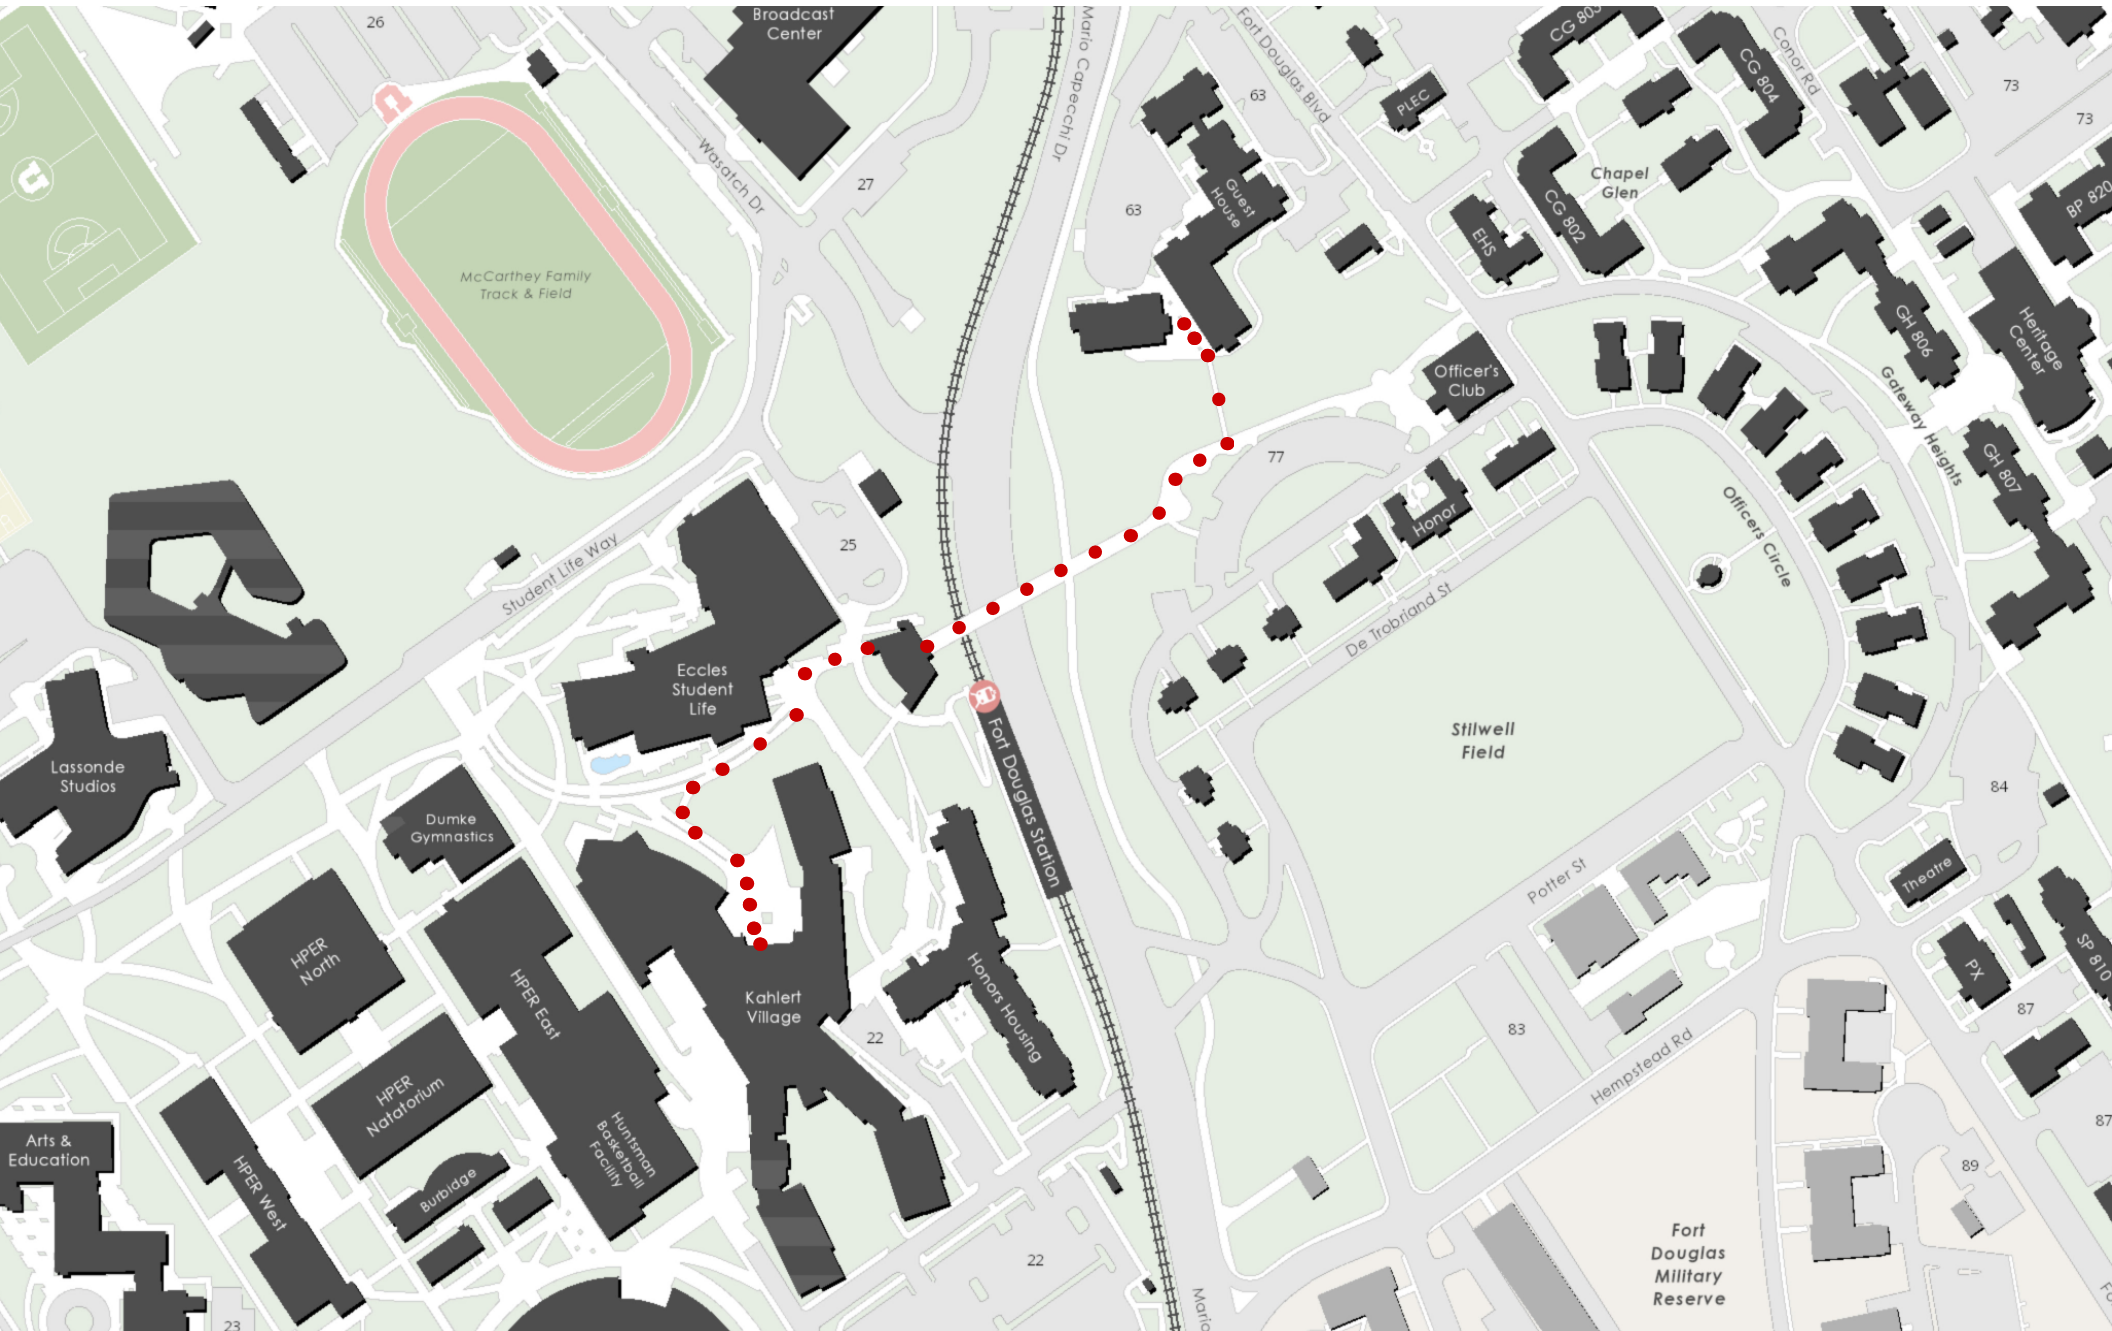 26
Broadcast
Center
Mario Capecchi Dr
Fort Douglas Blvd
63
PLEC
CG 803
CG 804
Conor Rd
73
73
Wasatch Dr
27
63
Guest
House
Chapel
Glen
CG 802
EHS
BP 820
McCarthey Family
Track & Field
GH 806
Heritage
Center
Officer's
Club
Gateway Heights
77
GH 807
Honor
Officers Circle
25
Student Life Way
De Trobriand St
Eccles
Student
Life
Fort Douglas Station
Stilwell
Field
Lassonde
Studios
Dumke
Gymnastics
84
Potter St
Theatre
HPER
North
HPER East
Kahlert
Village
Honors Housing
PX
SP 810
87
22
83
Hempstead Rd
HPER
Natatorium
Huntsman
Basketball
Facility
87
Arts &
Education
HPER West
Burbidge
89
22
Fort
Douglas
Military
Reserve
Mario
23
Fo